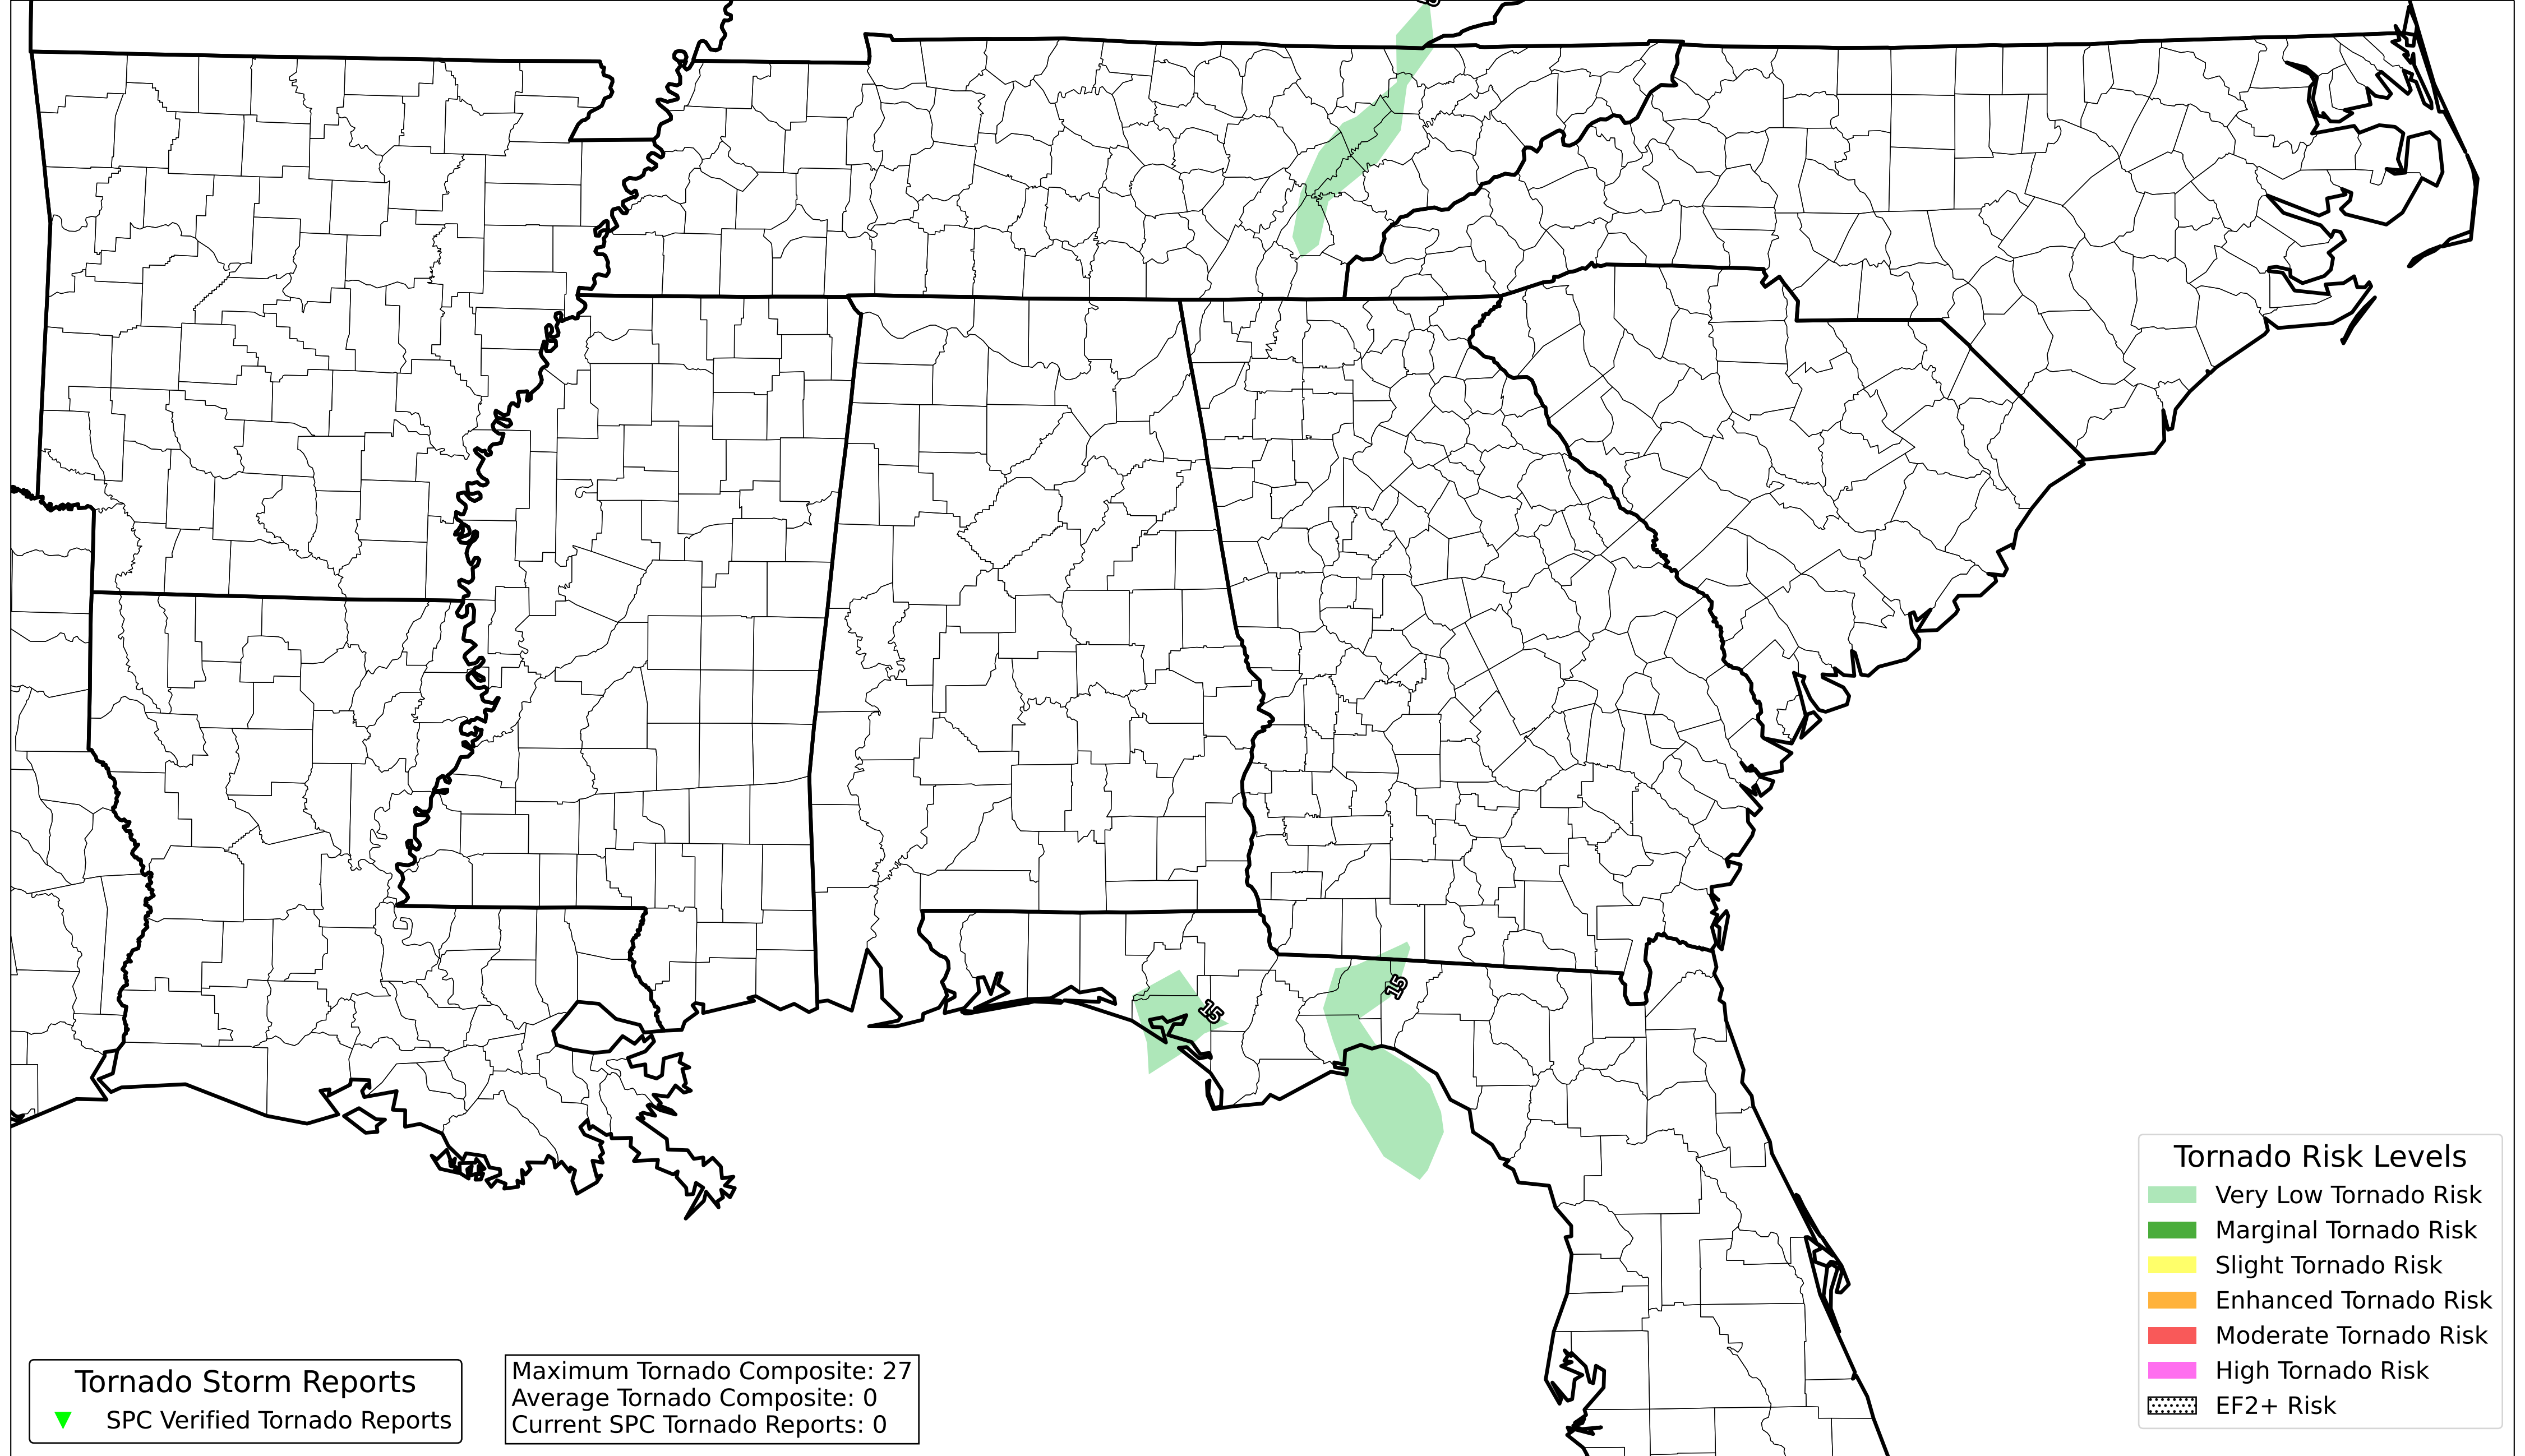 15
15
Tornado Risk Levels
Very Low Tornado Risk
Marginal Tornado Risk
Slight Tornado Risk
Enhanced Tornado Risk
Moderate Tornado Risk
High Tornado Risk
EF2+ Risk
Tornado Storm Reports
SPC Verified Tornado Reports
Maximum Tornado Composite: 27
Average Tornado Composite: 0
Current SPC Tornado Reports: 0